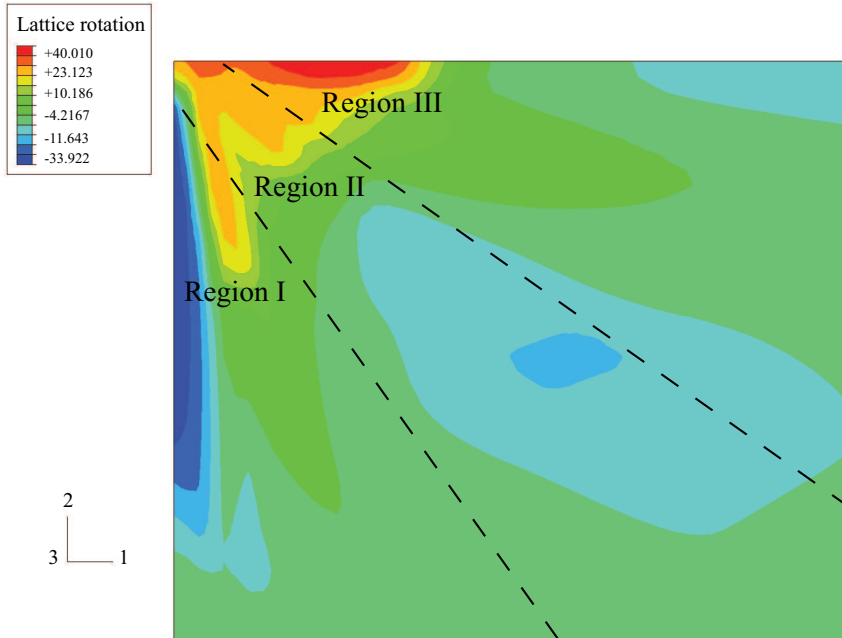 Lattice rotation
+40.010
+23.123
+10.186
-4.2167
-11.643
-33.922
Region III
Region II
Region I
2
3
1